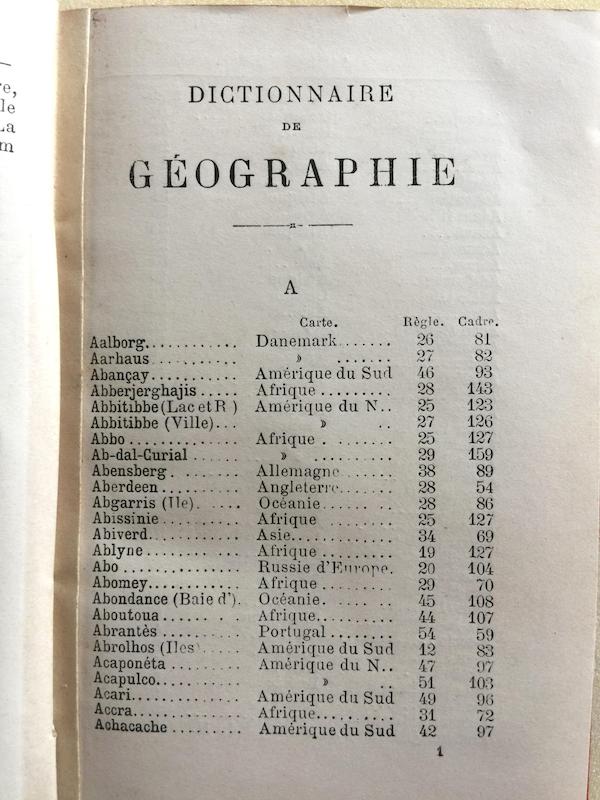 re,
le
La
m
DICTIONNAIRE
DE
GÉOGRAPHIE
A
Carte. Règle. Cadre.
Aalborg............ Danemark....... 26 81
Aarhaus............ » ....... 27 82
Abançay............ Amérique du Sud 46 93
Abberjerghajis..... Afrique......... 28 143
Abbitibbe (Lac et R ) Amérique du N.. 25 123
Abbitibbe (Ville)... » .. 27 126
Abbo............... Afrique......... 25 127
Ab-dal-Curial...... » .......... 29 159
Abensberg......... Allemagne....... 38 89
Aberdeen.......... Angleterre....... 28 54
Abgarris (Ile)...... Océanie......... 28 86
Abissinie.......... Afrique......... 25 127
Abiverd............ Asie............. 34 69
Ablyne............ Afrique......... 19 127
Abo............... Russie d'Europe. 20 104
Abomey............ Afrique......... 29 70
Abondance (Baie d'). Océanie......... 45 108
Aboutoua.......... Afrique.......... 44 107
Abrantès.......... Portugal........ 54 59
Abrolhos (Iles)..... Amérique du Sud 12 83
Acaponéta......... Amérique du N.. 47 97
Acapulco........... » .. 51 103
Acari.............. Amérique du Sud 49 96
Accra.............. Afrique.......... 31 72
Achacache......... Amérique du Sud 42 97
1